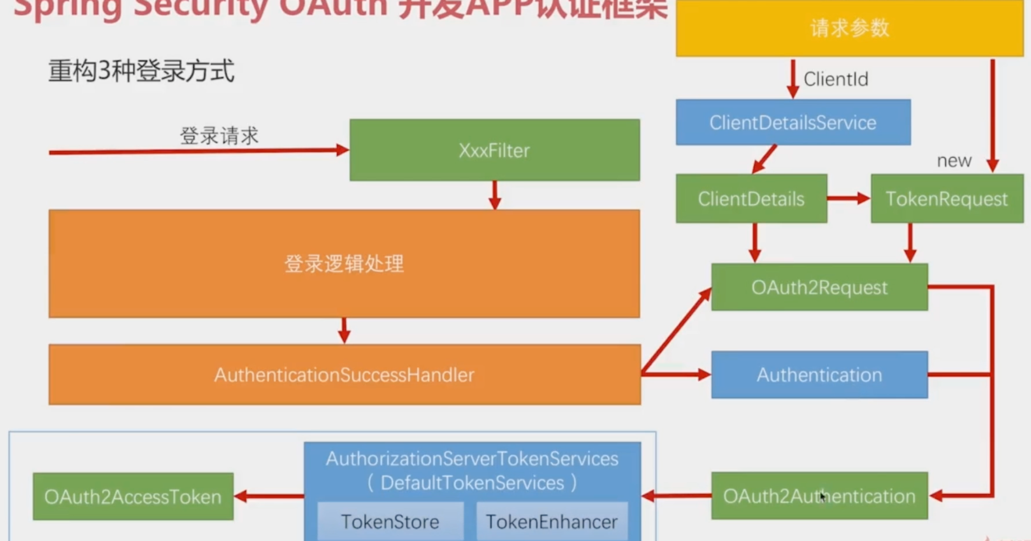 Spring Security OAuth 开发APP认证框架
重构3种登录方式
登录请求
XxxFilter
登录逻辑处理
AuthenticationSuccessHandler
请求参数
ClientId
ClientDetailsService
new
ClientDetails
TokenRequest
OAuth2Request
Authentication
OAuth2Authentication
AuthorizationServerTokenServices
（ DefaultTokenServices ）
TokenStore
TokenEnhancer
OAuth2AccessToken